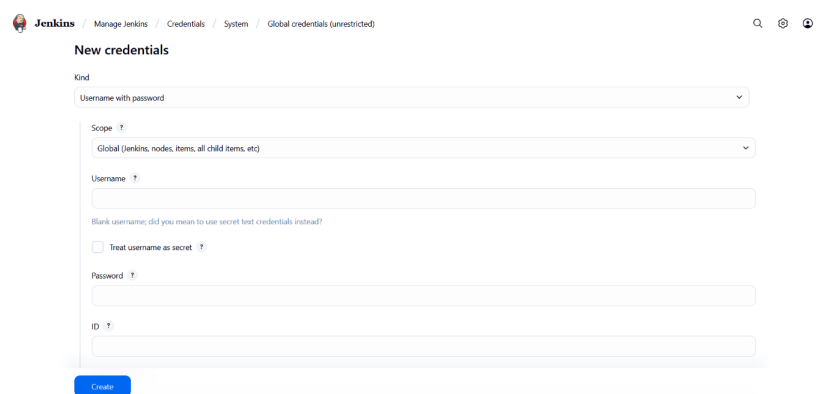 Jenkins / Manage Jenkins / Credentials / System / Global credentials (unrestricted)
New credentials
Kind
Username with password
Scope ?
Global (Jenkins, nodes, items, all child items, etc)
Username ?
Blank username; did you mean to use secret text credentials instead?
Treat username as secret ?
Password ?
ID ?
Create